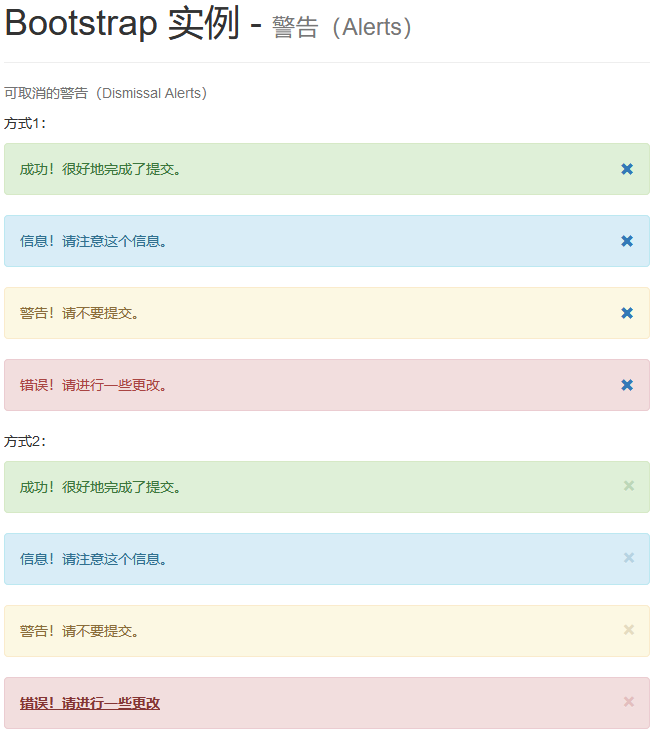 Bootstrap 实例 - 警告（Alerts）
可取消的警告（Dismissal Alerts）
方式1：
成功！很好地完成了提交。
信息！请注意这个信息。
警告！请不要提交。
错误！请进行一些更改。
方式2：
成功！很好地完成了提交。
信息！请注意这个信息。
警告！请不要提交。
错误！请进行一些更改